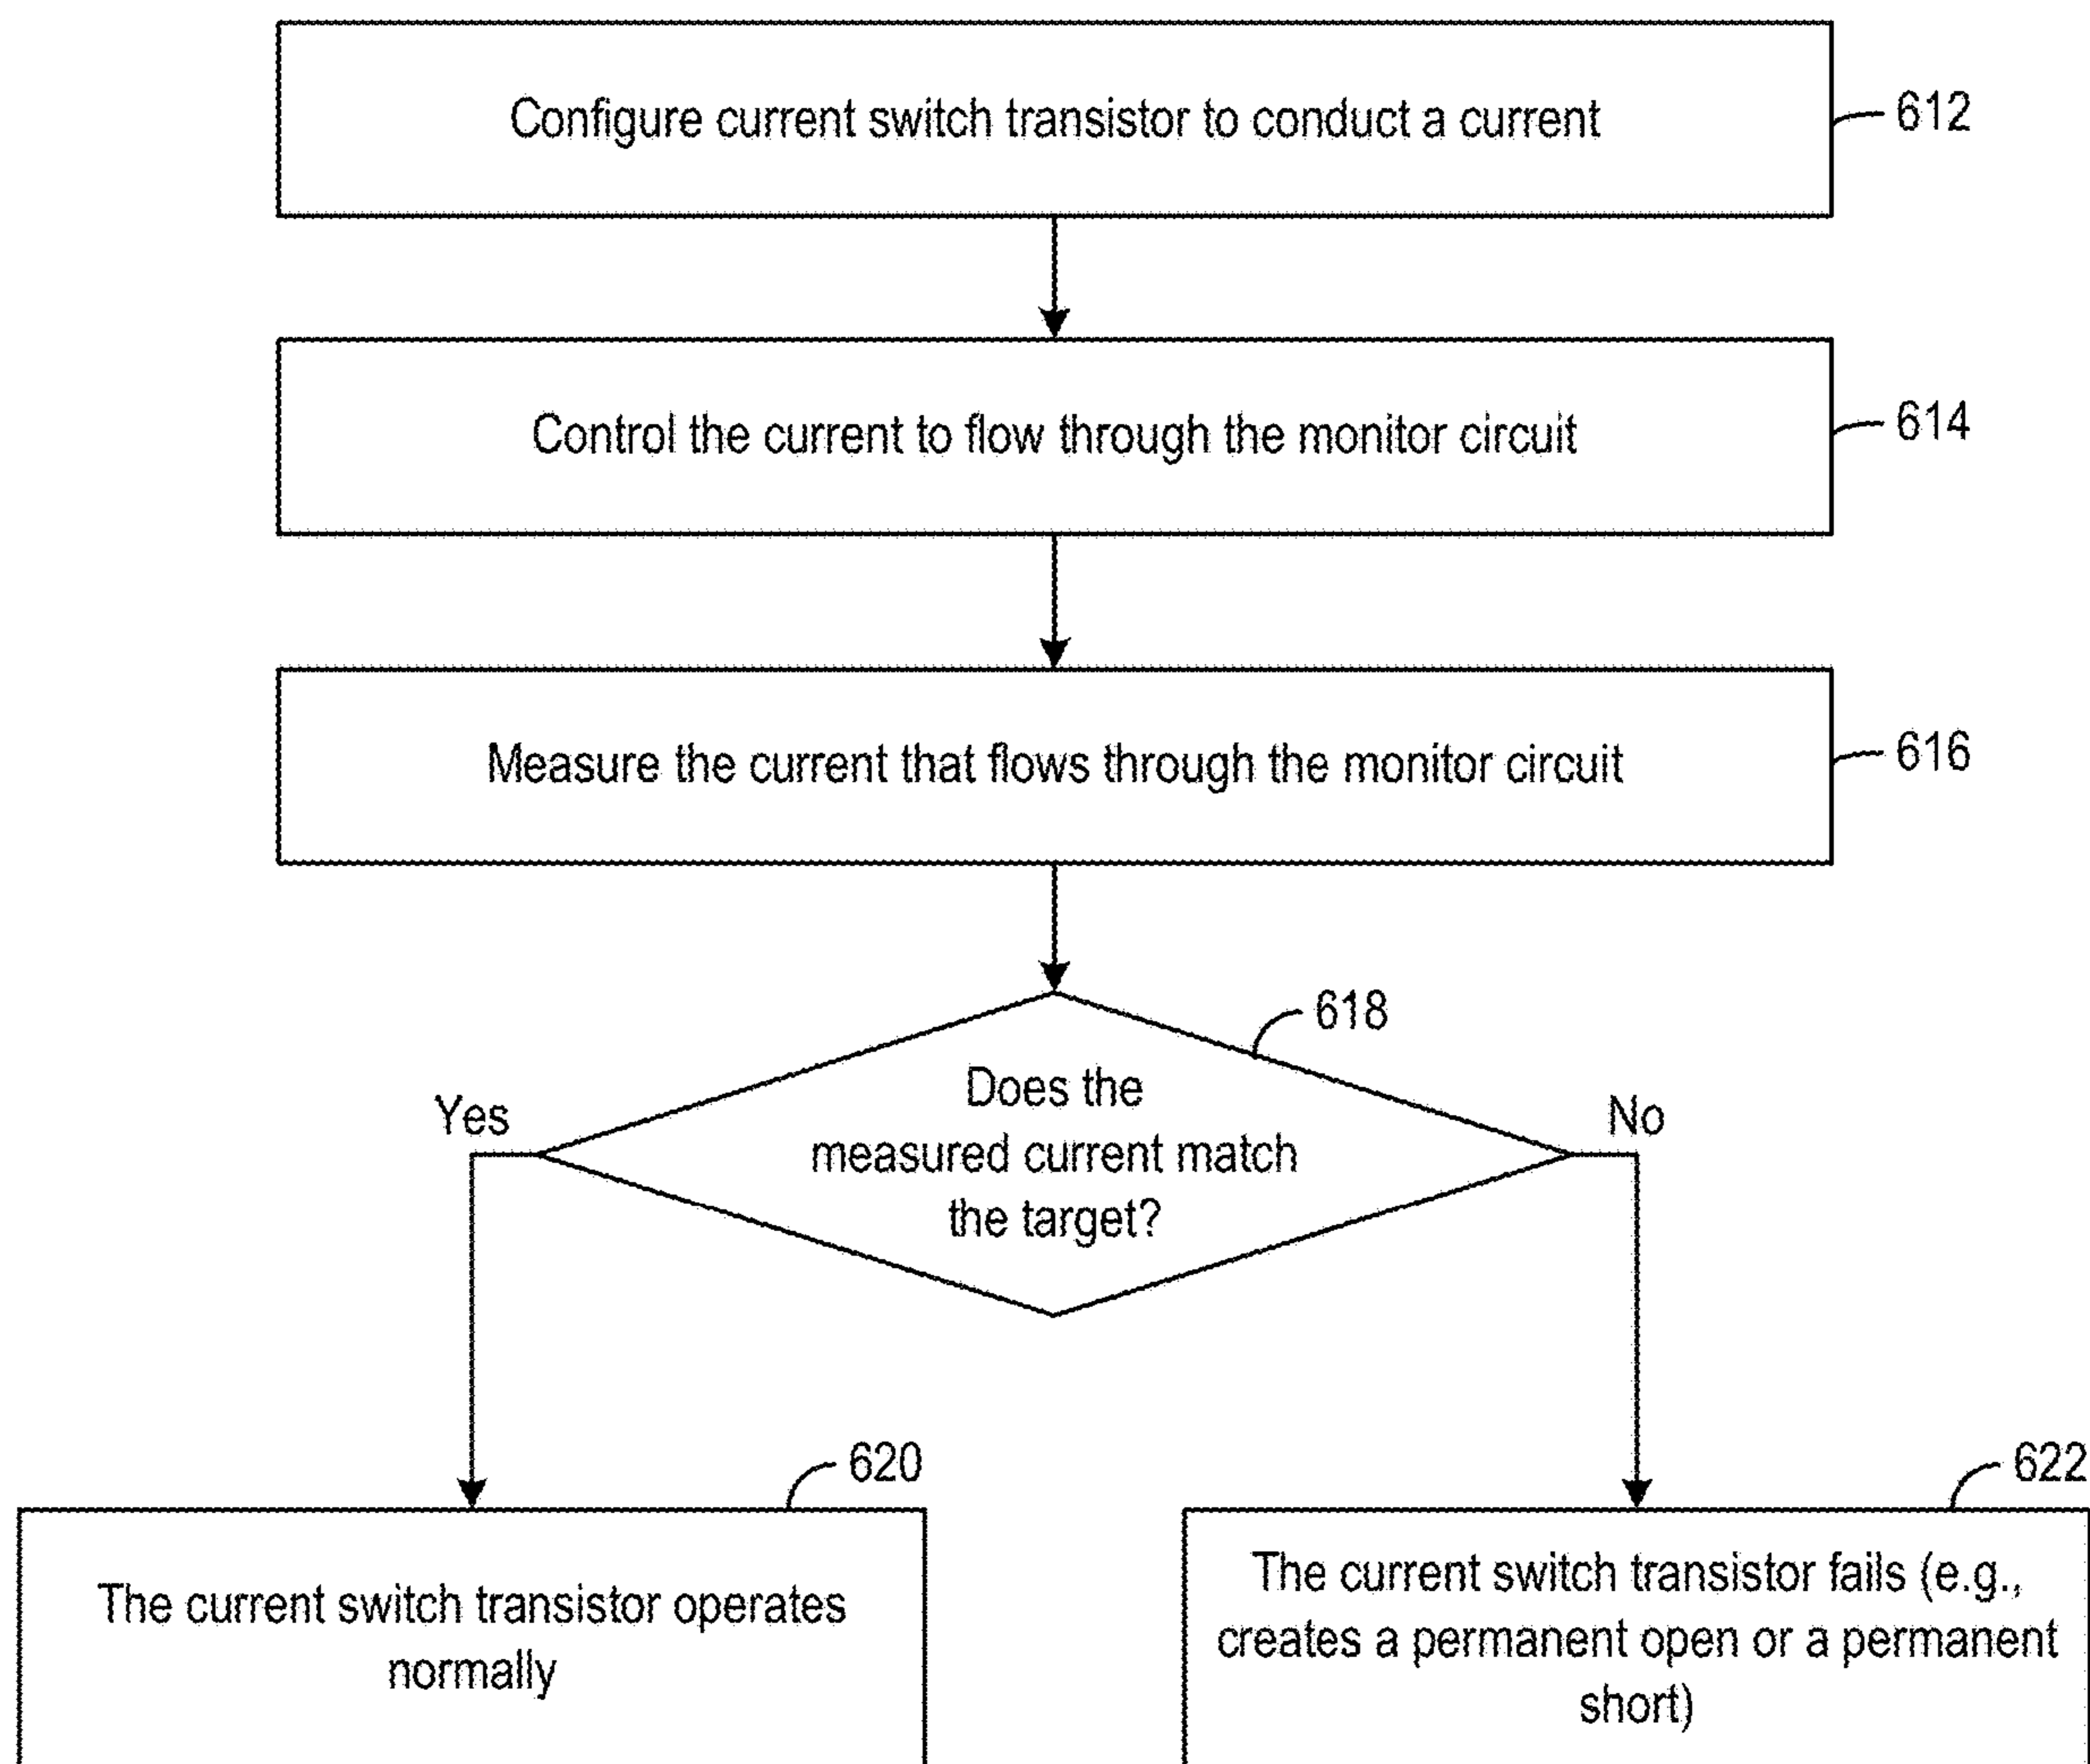 Configure current switch transistor to conduct a current
612
Control the current to flow through the monitor circuit
614
Measure the current that flows through the monitor circuit
616
618
Does the
measured current match
the target?
Yes
No
620
The current switch transistor operates
normally
622
The current switch transistor fails (e.g.,
creates a permanent open or a permanent
short)